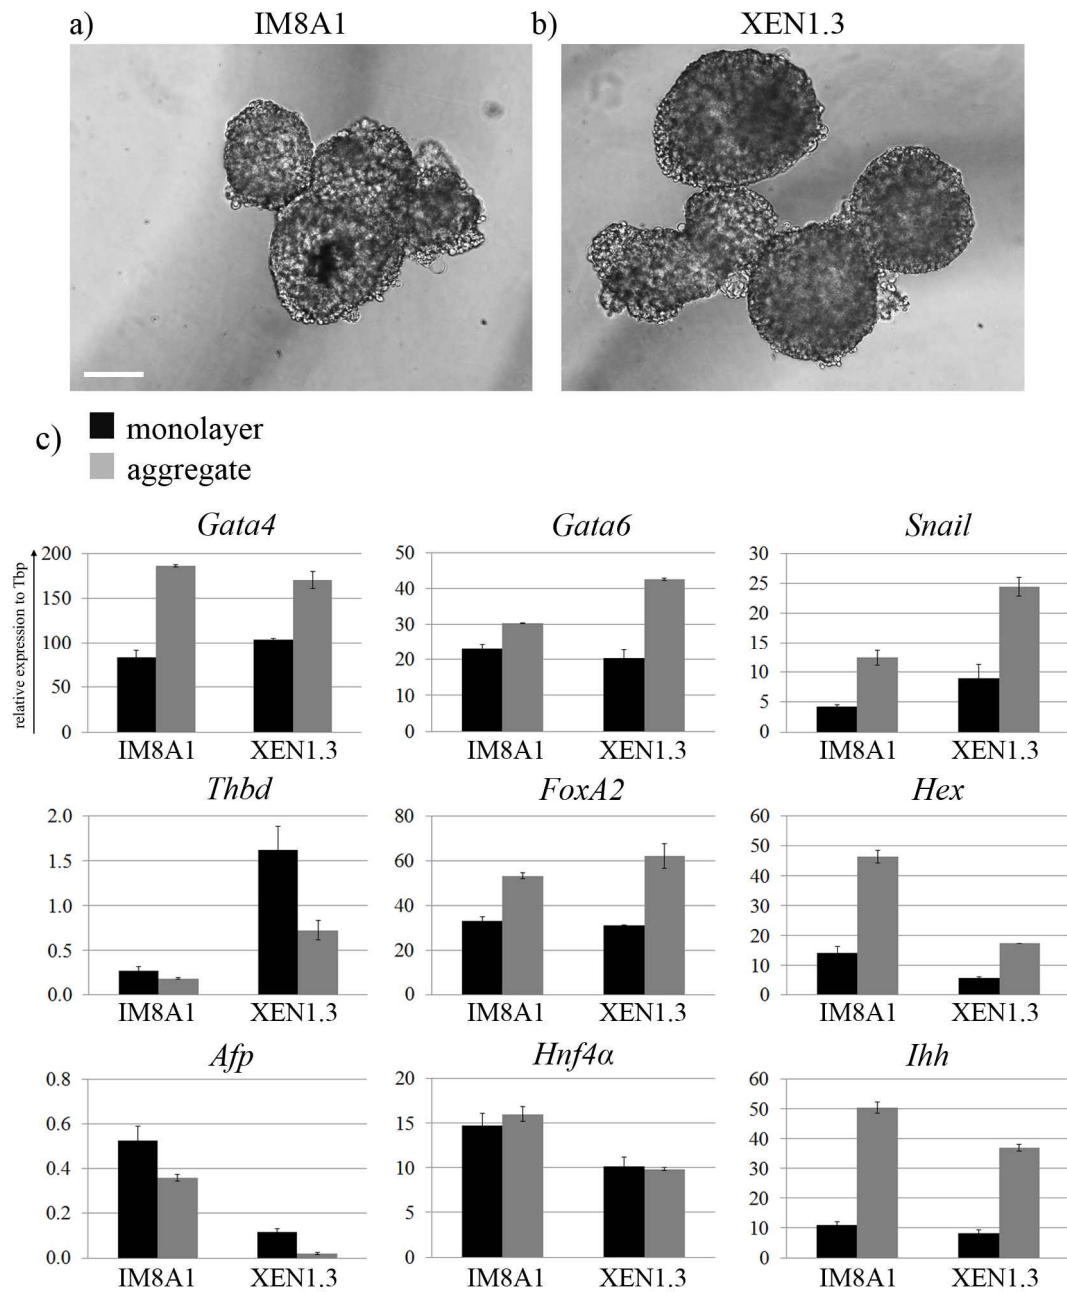 a) IM8A1 b) XEN1.3
c) monolayer
aggregate
Gata4 Gata6 Snail
relative expression to Tbp
200 50 30
150 40 25
100 30 20
50 20 15
0 10 10
0 5
0
IM8A1 XEN1.3 IM8A1 XEN1.3 IM8A1 XEN1.3
Thbd FoxA2 Hex
2.0 80 60
1.5 60 50
1.0 40 40
0.5 20 30
0.0 0 20
10
0
IM8A1 XEN1.3 IM8A1 XEN1.3 IM8A1 XEN1.3
Afp Hnf4α Ihh
0.8 20 60
0.6 15 50
0.4 10 40
0.2 5 30
0.0 0 20
10
0
IM8A1 XEN1.3 IM8A1 XEN1.3 IM8A1 XEN1.3